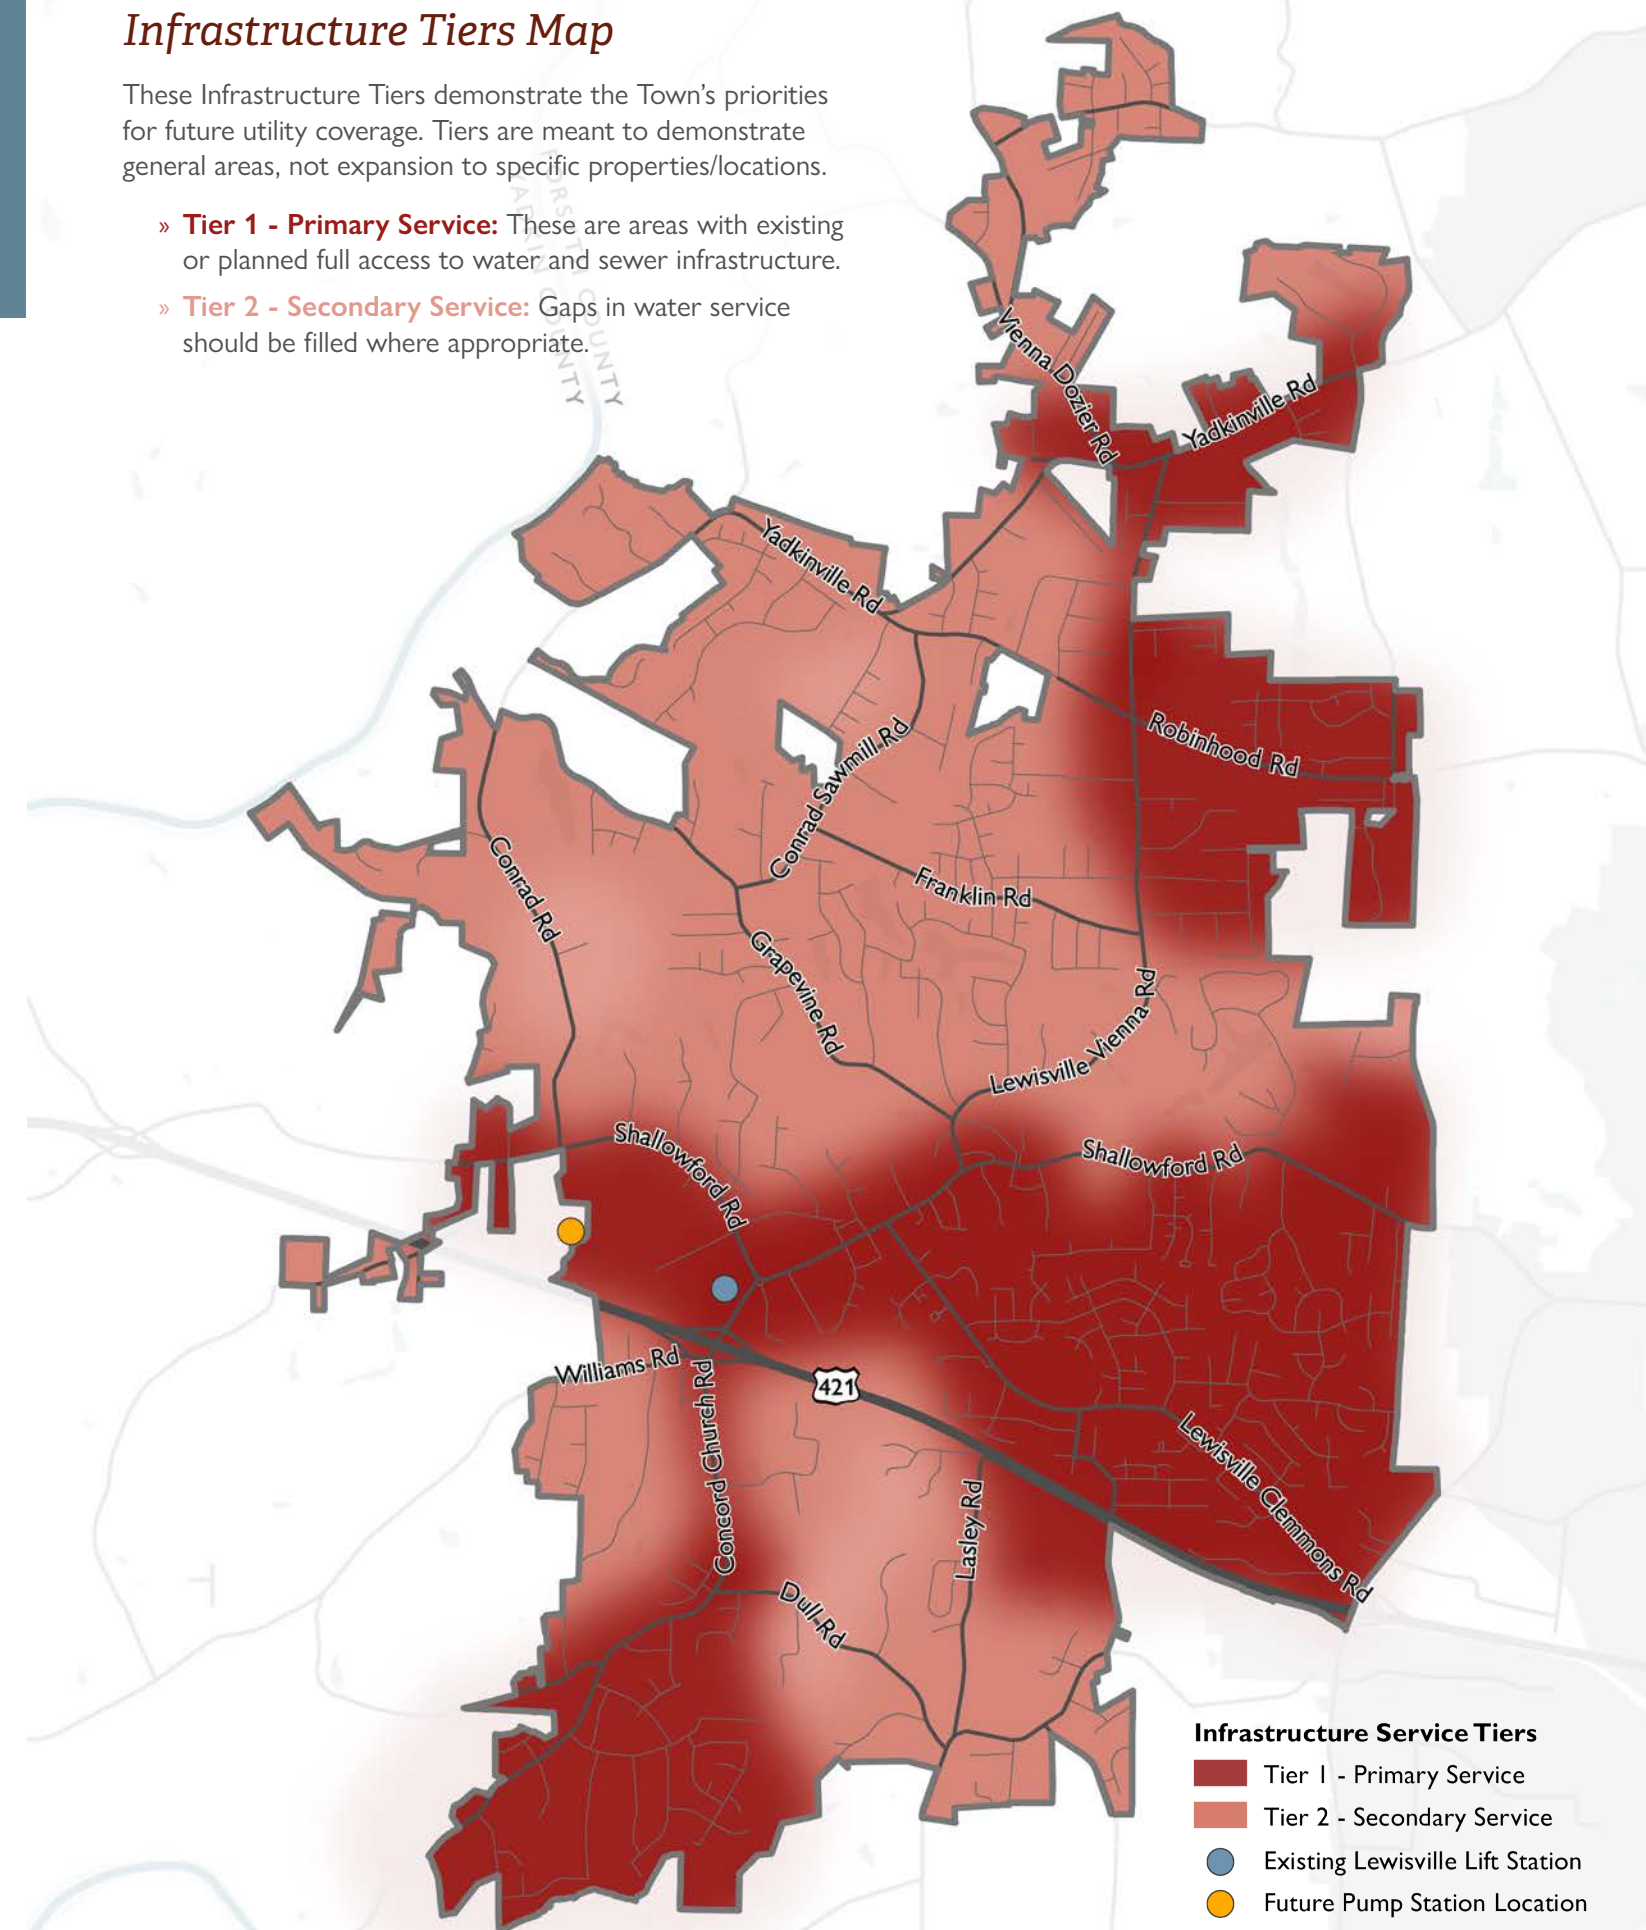 Infrastructure Tiers Map
These Infrastructure Tiers demonstrate the Town's priorities
for future utility coverage. Tiers are meant to demonstrate
general areas, not expansion to specific properties/locations.
» Tier 1 - Primary Service: These are areas with existing
or planned full access to water and sewer infrastructure.
» Tier 2 - Secondary Service: Gaps in water service
should be filled where appropriate.
FORSYTH COUNTY
YADKIN COUNTY
Vienna Dozier Rd
Yadkinville Rd
Yadkinville Rd
Robinhood Rd
Conrad Sawmill Rd
Conrad Rd
Franklin Rd
Grapevine Rd
Lewisville Vienna Rd
Shallowford Rd
Shallowford Rd
Williams Rd
421
Concord Church Rd
Lewisville Clemmons Rd
Lasley Rd
Dull Rd
Infrastructure Service Tiers
Tier 1 - Primary Service
Tier 2 - Secondary Service
Existing Lewisville Lift Station
Future Pump Station Location